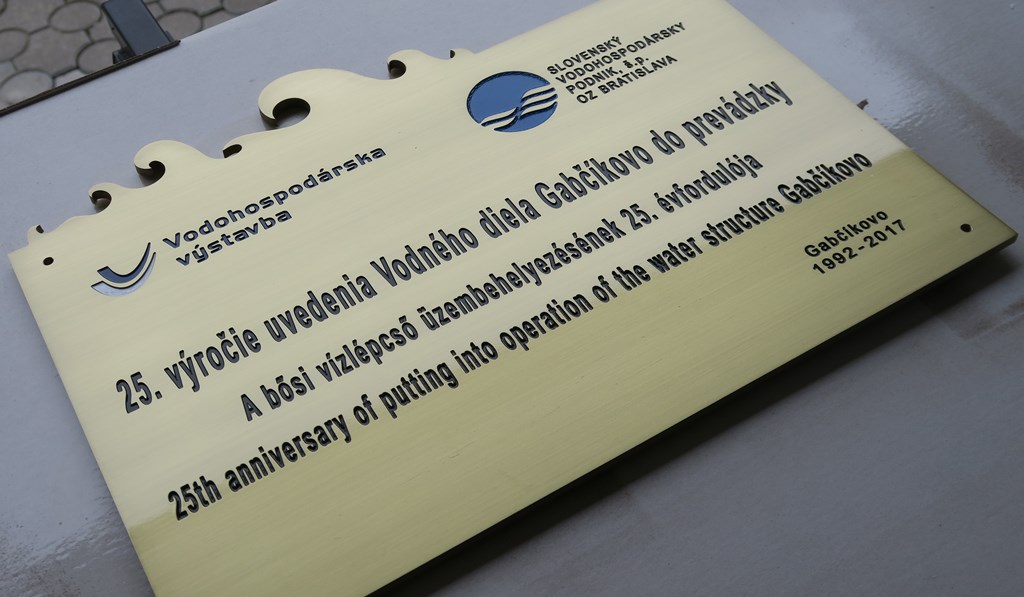 Vodohospodárska
výstavba
SLOVENSKÝ
VODOHOSPODÁRSKY
PODNIK, š.p.
OZ BRATISLAVA
25. výročie uvedenia Vodného diela Gabčíkovo do prevádzky
A bősi vízlépcső üzembehelyezésének 25. évfordulója
25th anniversary of putting into operation of the water structure Gabčíkovo
Gabčíkovo
1992-2017